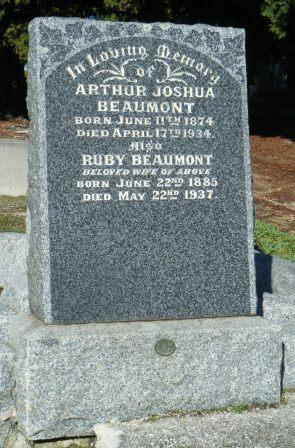 In Loving Memory
of
ARTHUR JOSHUA
BEAUMONT
BORN JUNE 11TH 1874
DIED APRIL 17TH 1934.
Also
RUBY BEAUMONT
BELOVED WIFE OF ABOVE
BORN JUNE 22ND 1885
DIED MAY 22ND 1937.